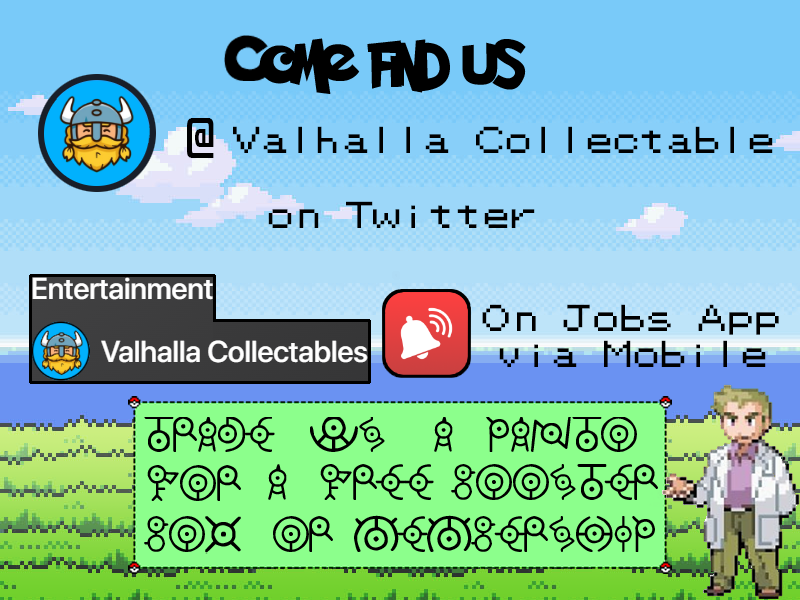 COME FIND US
@ Valhalla Collectable
on Twitter
Entertainment
Valhalla Collectables
On Jobs App
via Mobile
TRADE US A PANTO
FOR A FREE BOOSTER
BOX OR MEMBERSHIP